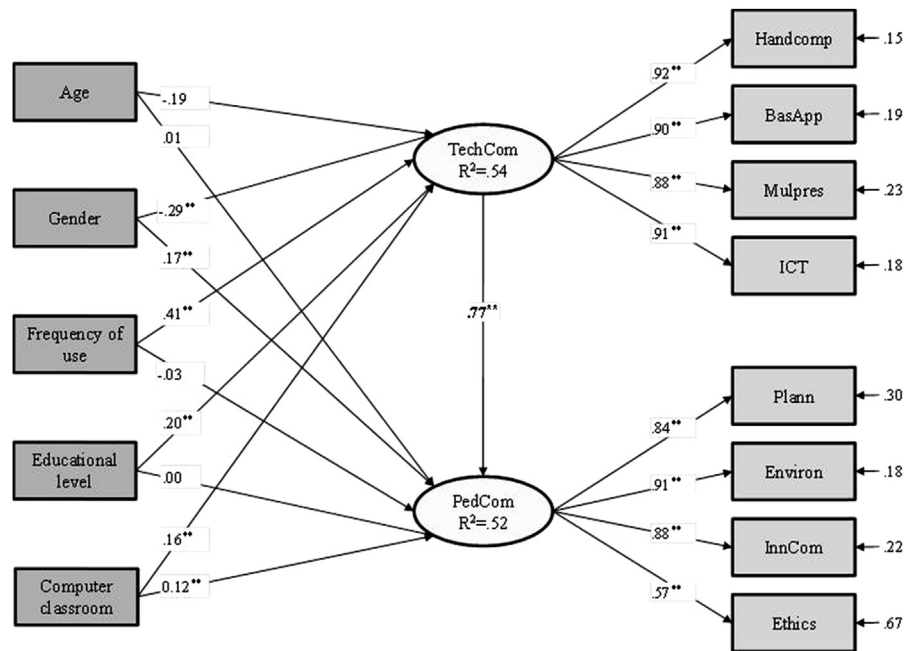 Age
Gender
Frequency of
use
Educational
level
Computer
classroom
-.19
.01
-.29**
.17**
.41**
-.03
.20**
.00
.16**
0.12**
TechCom
R²=.54
.77**
PedCom
R²=.52
.92**
.90**
.88**
.91**
.84**
.91**
.88**
.57**
Handcomp
.15
BasApp
.19
Mulpres
.23
ICT
.18
Plann
.30
Environ
.18
InnCom
.22
Ethics
.67